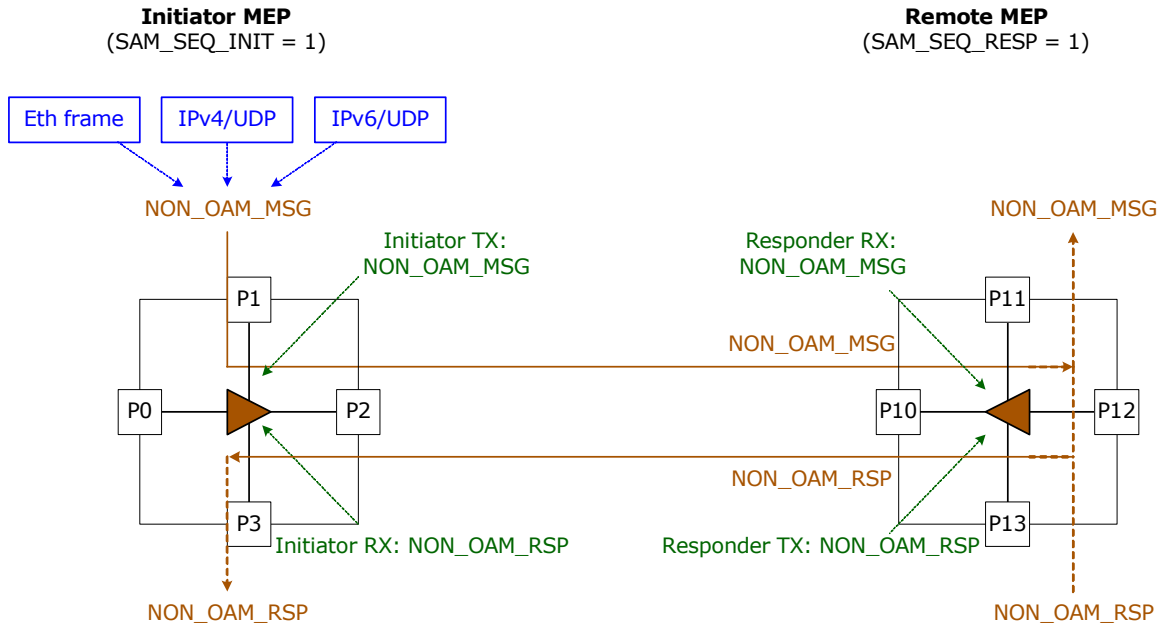 Initiator MEP
(SAM_SEQ_INIT = 1)
Remote MEP
(SAM_SEQ_RESP = 1)
Eth frame
IPv4/UDP
IPv6/UDP
NON_OAM_MSG
NON_OAM_MSG
Initiator TX:
NON_OAM_MSG
Responder RX:
NON_OAM_MSG
P1
P11
NON_OAM_MSG
P0
P2
P10
P12
NON_OAM_RSP
P3
P13
Initiator RX: NON_OAM_RSP
Responder TX: NON_OAM_RSP
NON_OAM_RSP
NON_OAM_RSP